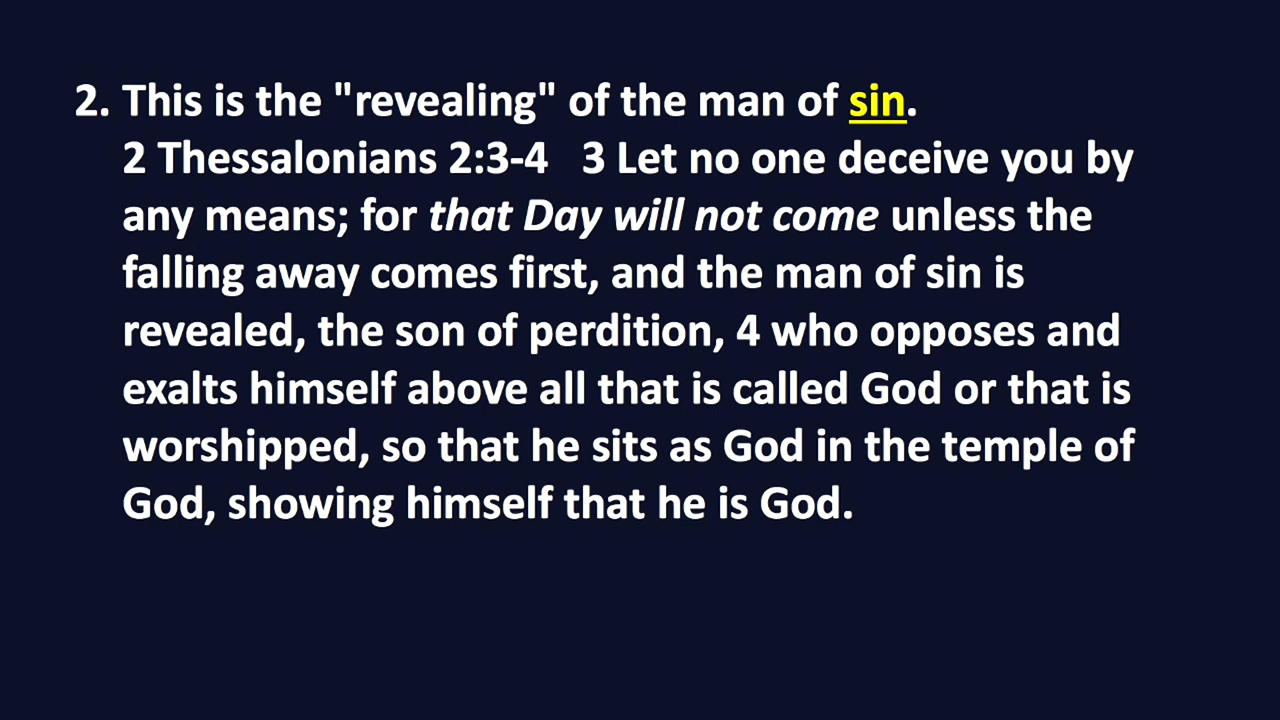 2. This is the "revealing" of the man of sin.
2 Thessalonians 2:3-4 3 Let no one deceive you by
any means; for that Day will not come unless the
falling away comes first, and the man of sin is
revealed, the son of perdition, 4 who opposes and
exalts himself above all that is called God or that is
worshipped, so that he sits as God in the temple of
God, showing himself that he is God.